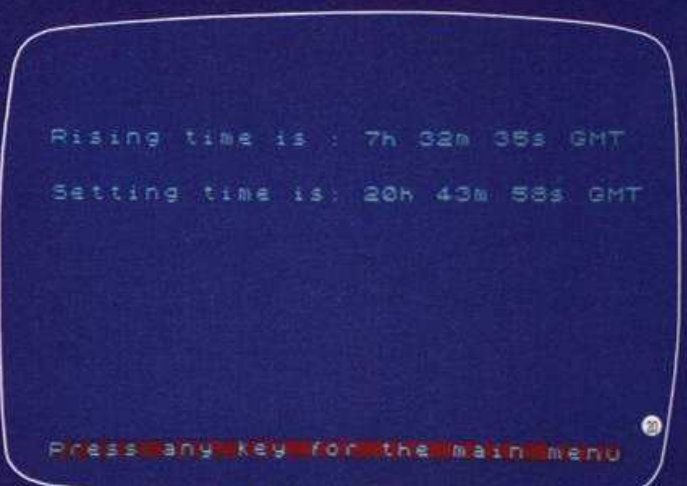 Rising time is : 7h 32m 35s GMT
Setting time is: 20h 43m 58s GMT
20
Press any key for the main menu